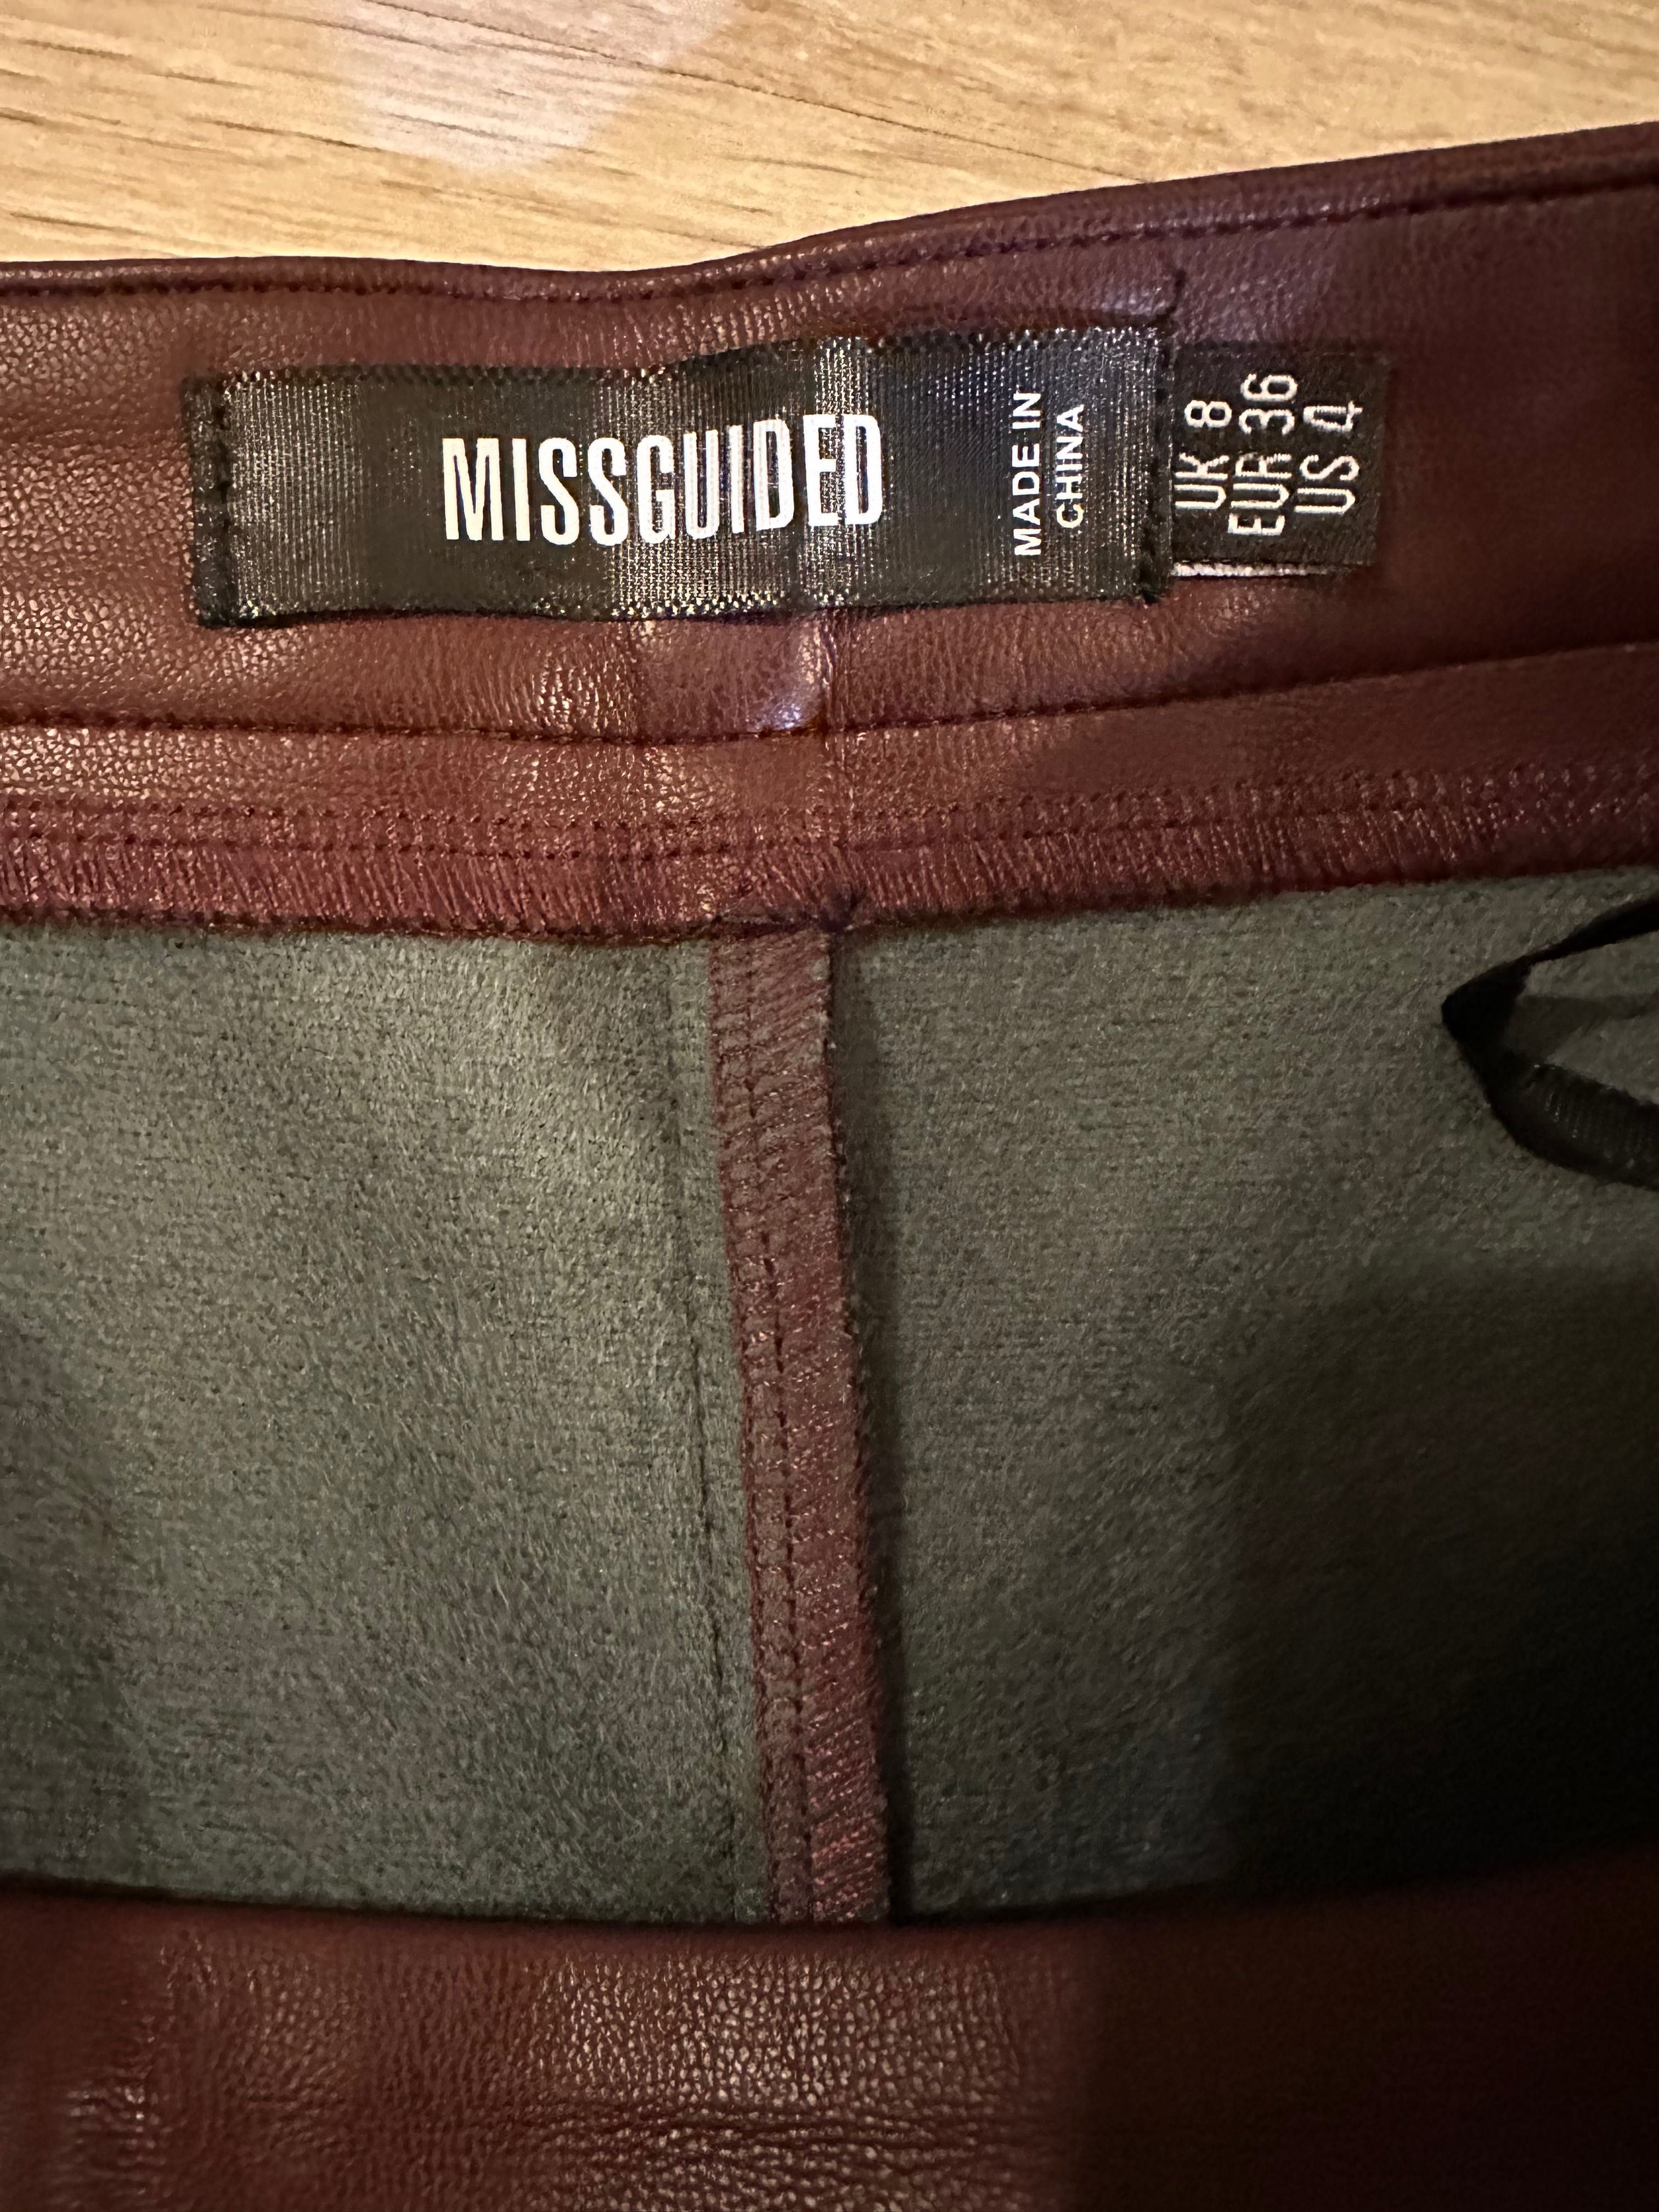 MISSGUIDED
MADE IN
CHINA
UK 8
EUR 36
US 4